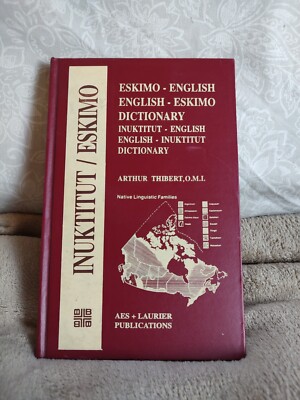 INUKTITUT / ESKIMO
ESKIMO - ENGLISH
ENGLISH - ESKIMO
DICTIONARY
INUKTITUT - ENGLISH
ENGLISH - INUKTITUT
DICTIONARY
ARTHUR THIBERT, O.M.I.
Native Linguistic Families
AES + LAURIER
PUBLICATIONS